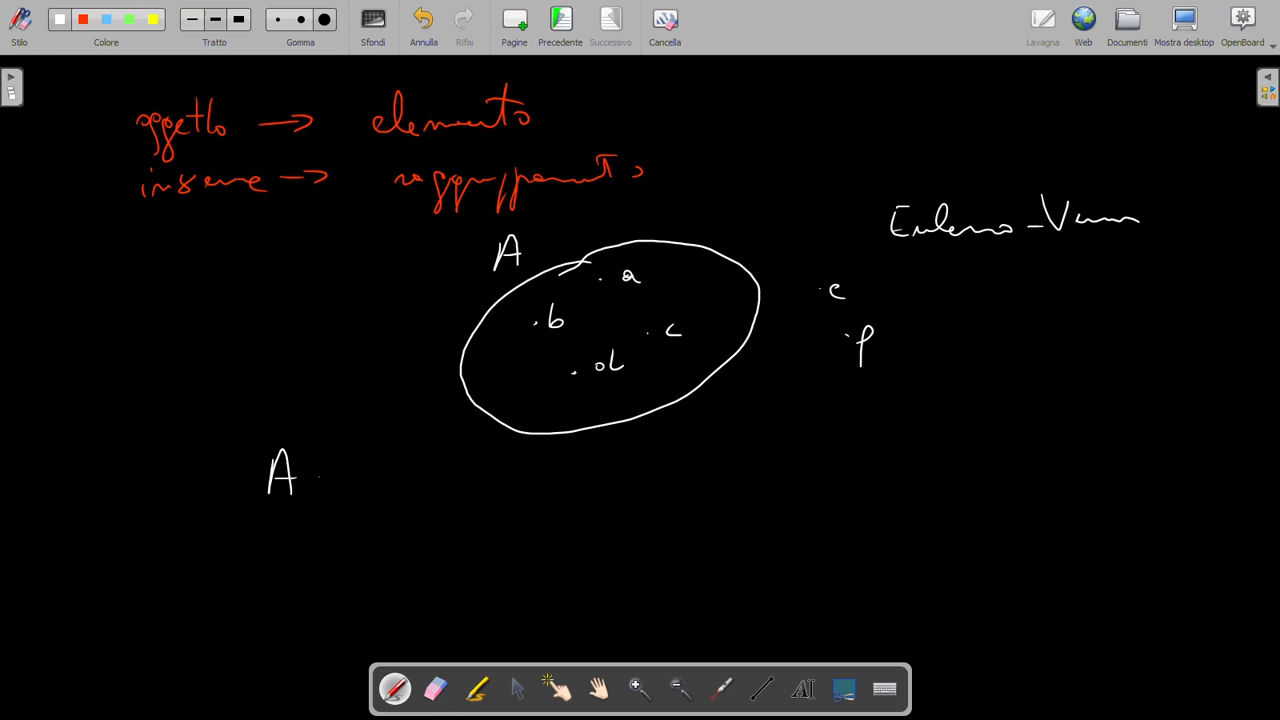 Stilo Colore Tratto Gomma Sfondi Annulla Rifai Pagine Precedente Successivo Cancella Lavagna Web Documenti Mostra desktop OpenBoard
oggetto → elemento
insieme → raggruppamento
Eulero-Venn
A
a
e
b
c
f
d
A